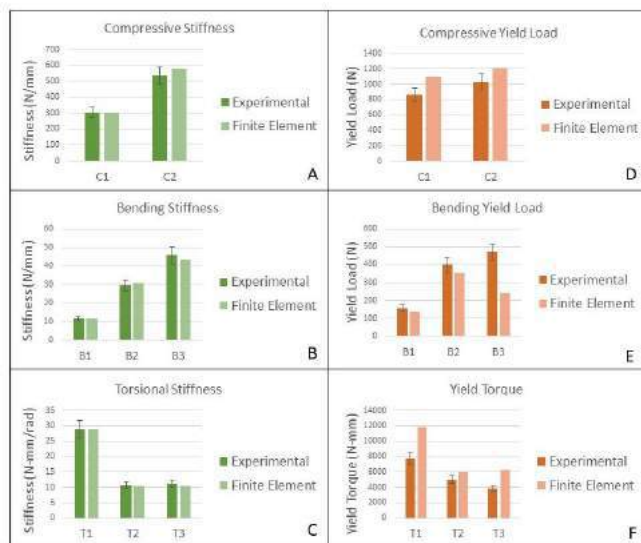 Compressive Stiffness
Stiffness (N/mm)
700
600
500
400
300
200
100
0
C1 C2
Experimental
Finite Element
A
Compressive Yield Load
Yield Load (N)
1400
1200
1000
800
600
400
200
0
C1 C2
Experimental
Finite Element
D
Bending Stiffness
Stiffness (N/mm)
60
50
40
30
20
10
0
B1 B2 B3
Experimental
Finite Element
B
Bending Yield Load
Yield Load (N)
600
500
400
300
200
100
0
B1 B2 B3
Experimental
Finite Element
E
Torsional Stiffness
Stiffness (N-mm/rad)
35
30
25
20
15
10
5
0
T1 T2 T3
Experimental
Finite Element
C
Yield Torque
Yield Torque (N-mm)
14000
12000
10000
8000
6000
4000
2000
0
T1 T2 T3
Experimental
Finite Element
F